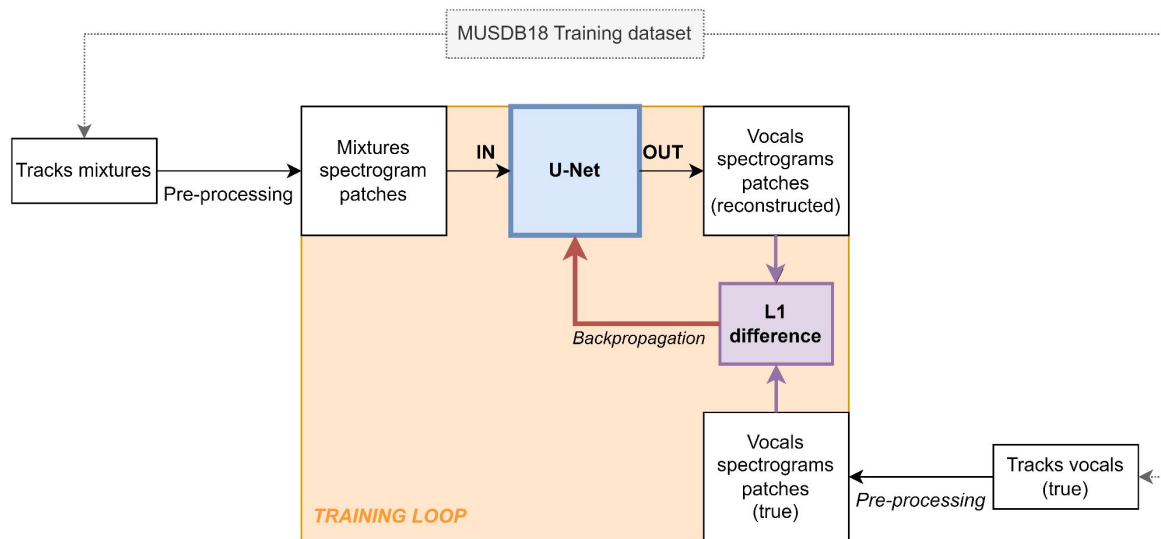 MUSDB18 Training dataset
Tracks mixtures
Pre-processing
Mixtures
spectrogram
patches
IN
U-Net
OUT
Vocals
spectrograms
patches
(reconstructed)
L1
difference
Backpropagation
Vocals
spectrograms
patches
(true)
Pre-processing
Tracks vocals
(true)
TRAINING LOOP